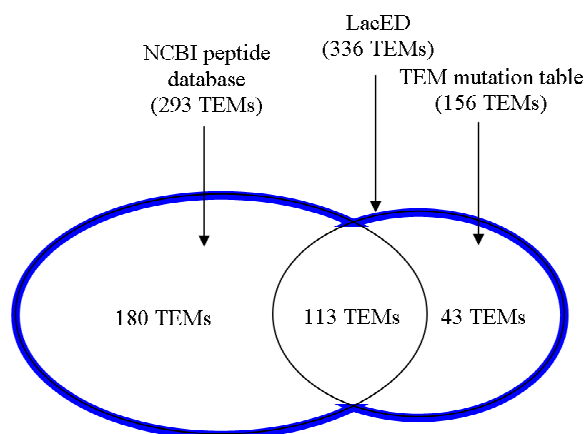 LacED
(336 TEMs)
NCBI peptide
database
(293 TEMs)
TEM mutation table
(156 TEMs)
180 TEMs
113 TEMs
43 TEMs